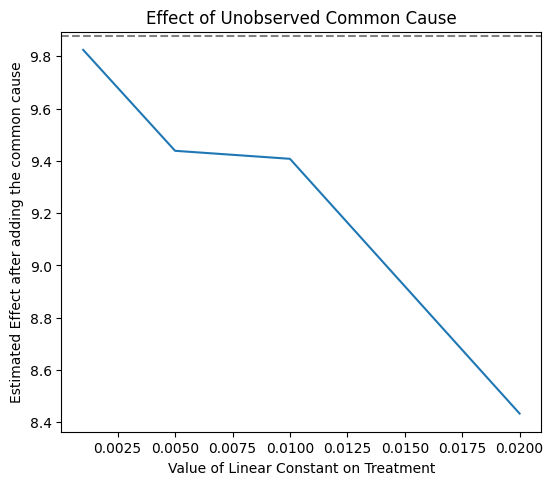 Effect of Unobserved Common Cause
Estimated Effect after adding the common cause
9.8
9.6
9.4
9.2
9.0
8.8
8.6
8.4
0.0025 0.0050 0.0075 0.0100 0.0125 0.0150 0.0175 0.0200
Value of Linear Constant on Treatment